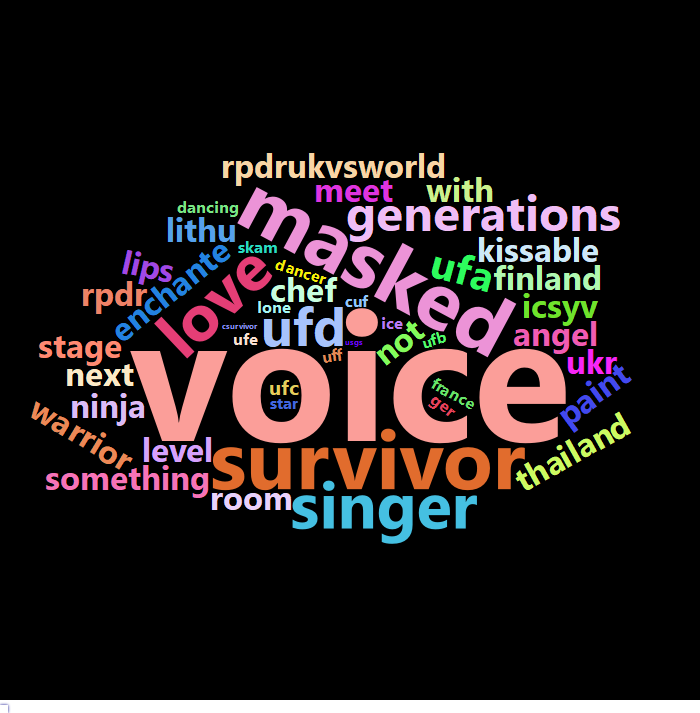 rpdrukvsworld
meet
with
dancing
masked
generations
lithu
skam
kissable
enchante
love
lips
dancer
ufa
finland
rpdr
chef
cuf
icsyv
lone
ufd
ice
not
angel
csurvivor
ufe
usgs
ufb
stage
uff
ukr
next
voice
ufc
star
france
ger
paint
ninja
warrior
level
survivor
thailand
something
room
singer